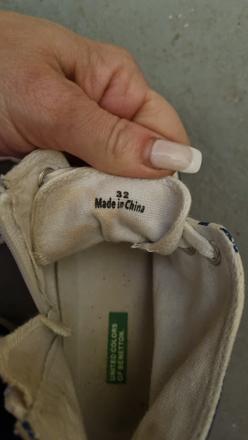 32
Made in China
UNITED COLORS
OF BENETTON.